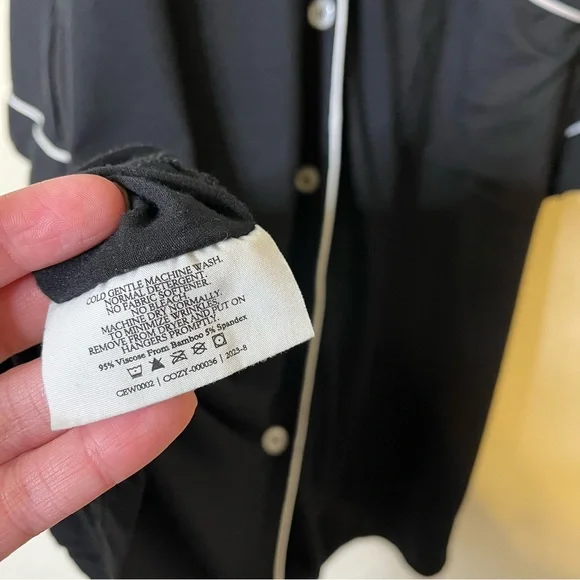 COLD GENTLE MACHINE WASH.
NORMAL DETERGENT.
NO FABRIC SOFTENER.
NO BLEACH.
MACHINE DRY NORMALLY.
TO MINIMIZE WRINKLES,
REMOVE FROM DRYER AND PUT ON
HANGERS PROMPTLY.
95% Viscose From Bamboo 5% Spandex
CEW0002 | COZY-000036 | 2023-8